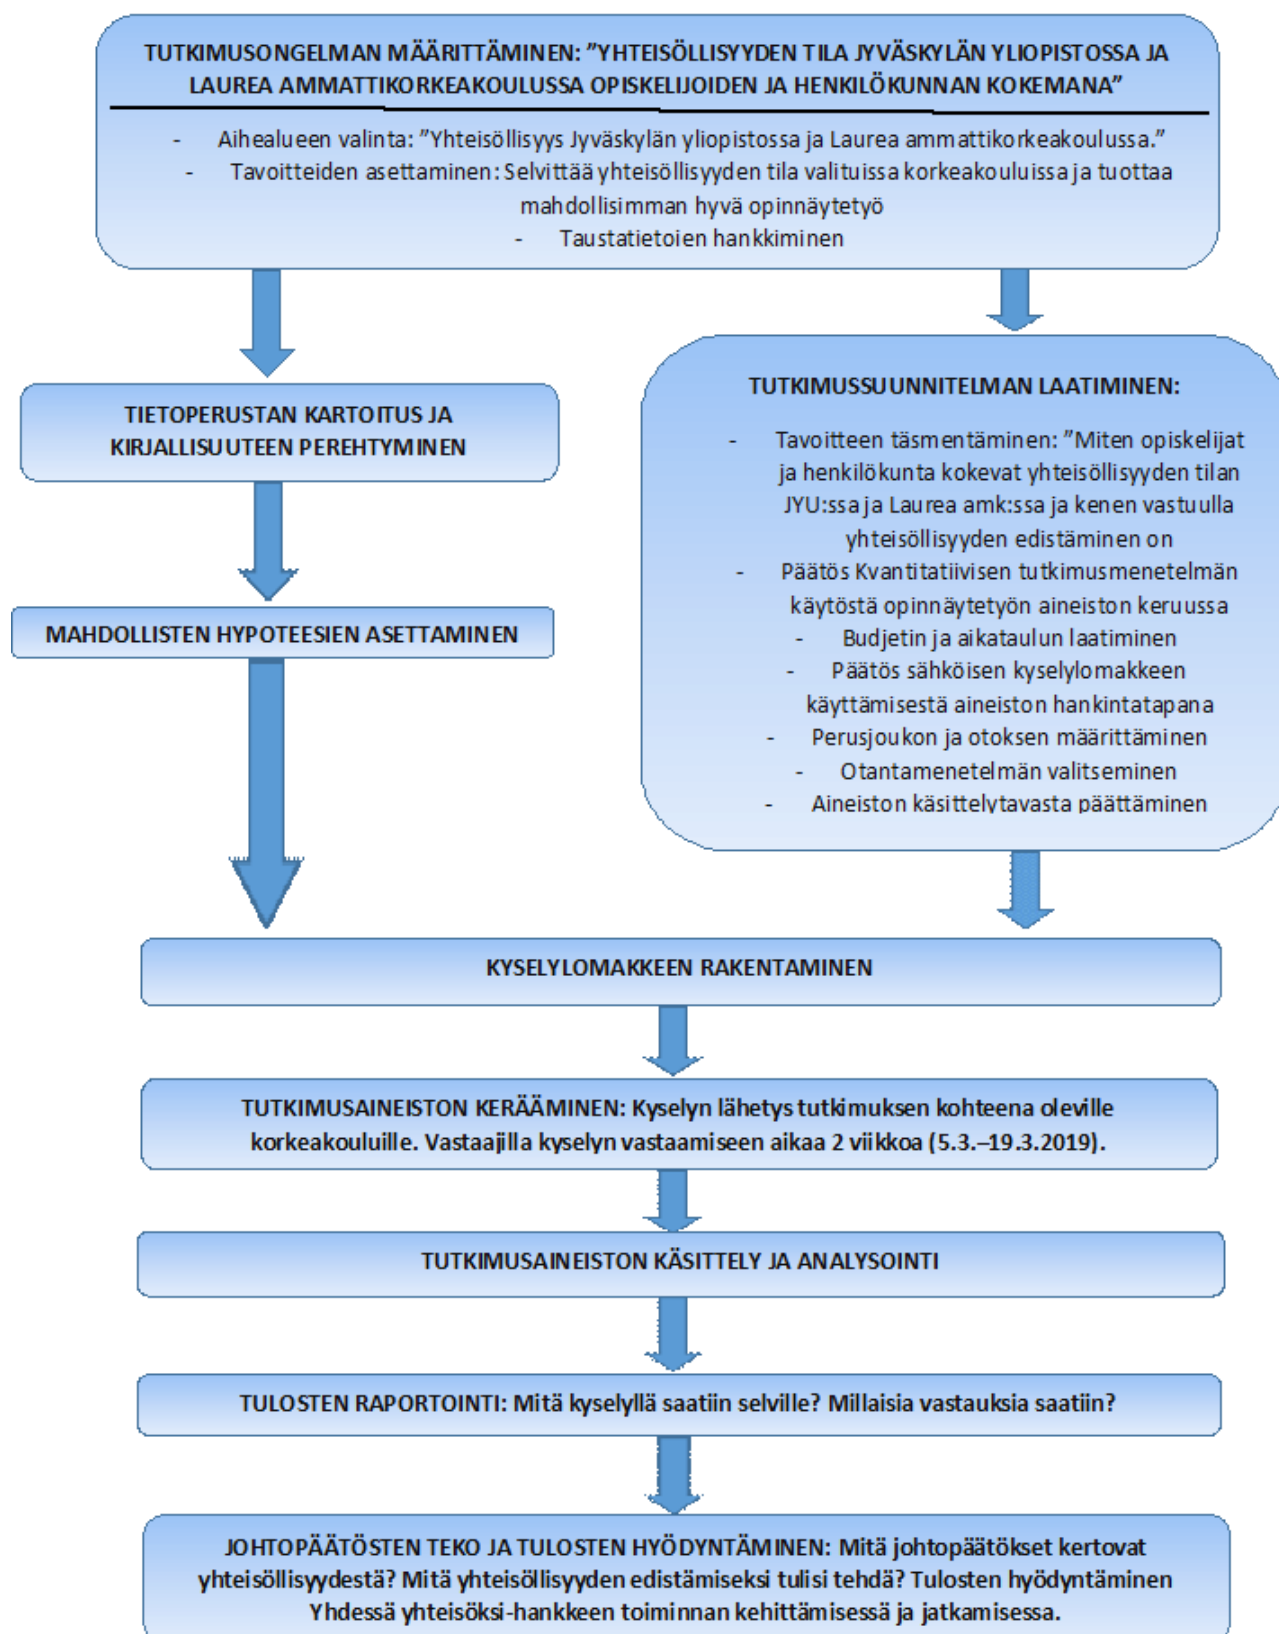 TUTKIMUSONGELMAN MÄÄRITTÄMINEN: ”YHTEISÖLLISYYDEN TILA JYVÄSKYLÄN YLIOPISTOSSA JA
LAUREA AMMATTIKORKEAKOULUSSA OPISKELIJOIDEN JA HENKILÖKUNNAN KOKEMANA”
- Aihealueen valinta: ”Yhteisöllisyys Jyväskylän yliopistossa ja Laurea ammattikorkeakoulussa.”
- Tavoitteiden asettaminen: Selvittää yhteisöllisyyden tila valituissa korkeakouluissa ja tuottaa
mahdollisimman hyvä opinnäytetyö
- Taustatietoien hankkiminen
TIETOPERUSTAN KARTOITUS JA
KIRJALLISUUTEEN PEREHTYMINEN
MAHDOLLISTEN HYPOTEESIEN ASETTAMINEN
TUTKIMUSSUUNNITELMAN LAATIMINEN:
- Tavoitteen täsmentäminen: ”Miten opiskelijat
ja henkilökunta kokevat yhteisöllisyyden tilan
JYU:ssa ja Laurea amk:ssa ja kenen vastuulla
yhteisöllisyyden edistäminen on
- Päätös Kvantitatiivisen tutkimusmenetelmän
käytöstä opinnäytetyön aineiston keruussa
- Budjetin ja aikataulun laatiminen
- Päätös sähköisen kyselylomakkeen
käyttämisestä aineiston hankintatapana
- Perusjoukon ja otoksen määrittäminen
- Otantamenetelmän valitseminen
- Aineiston käsittelytavasta päättäminen
KYSELYLOMAKKEEN RAKENTAMINEN
TUTKIMUSAINEISTON KERÄÄMINEN: Kyselyn lähetys tutkimuksen kohteena oleville
korkeakouluille. Vastaajilla kyselyn vastaamiseen aikaa 2 viikkoa (5.3.–19.3.2019).
TUTKIMUSAINEISTON KÄSITTELY JA ANALYSOINTI
TULOSTEN RAPORTOINTI: Mitä kyselyllä saatiin selville? Millaisia vastauksia saatiin?
JOHTOPÄÄTÖSTEN TEKO JA TULOSTEN HYÖDYNTÄMINEN: Mitä johtopäätökset kertovat
yhteisöllisyydestä? Mitä yhteisöllisyyden edistämiseksi tulisi tehdä? Tulosten hyödyntäminen
Yhdessä yhteisöksi-hankkeen toiminnan kehittämisessä ja jatkamisessa.